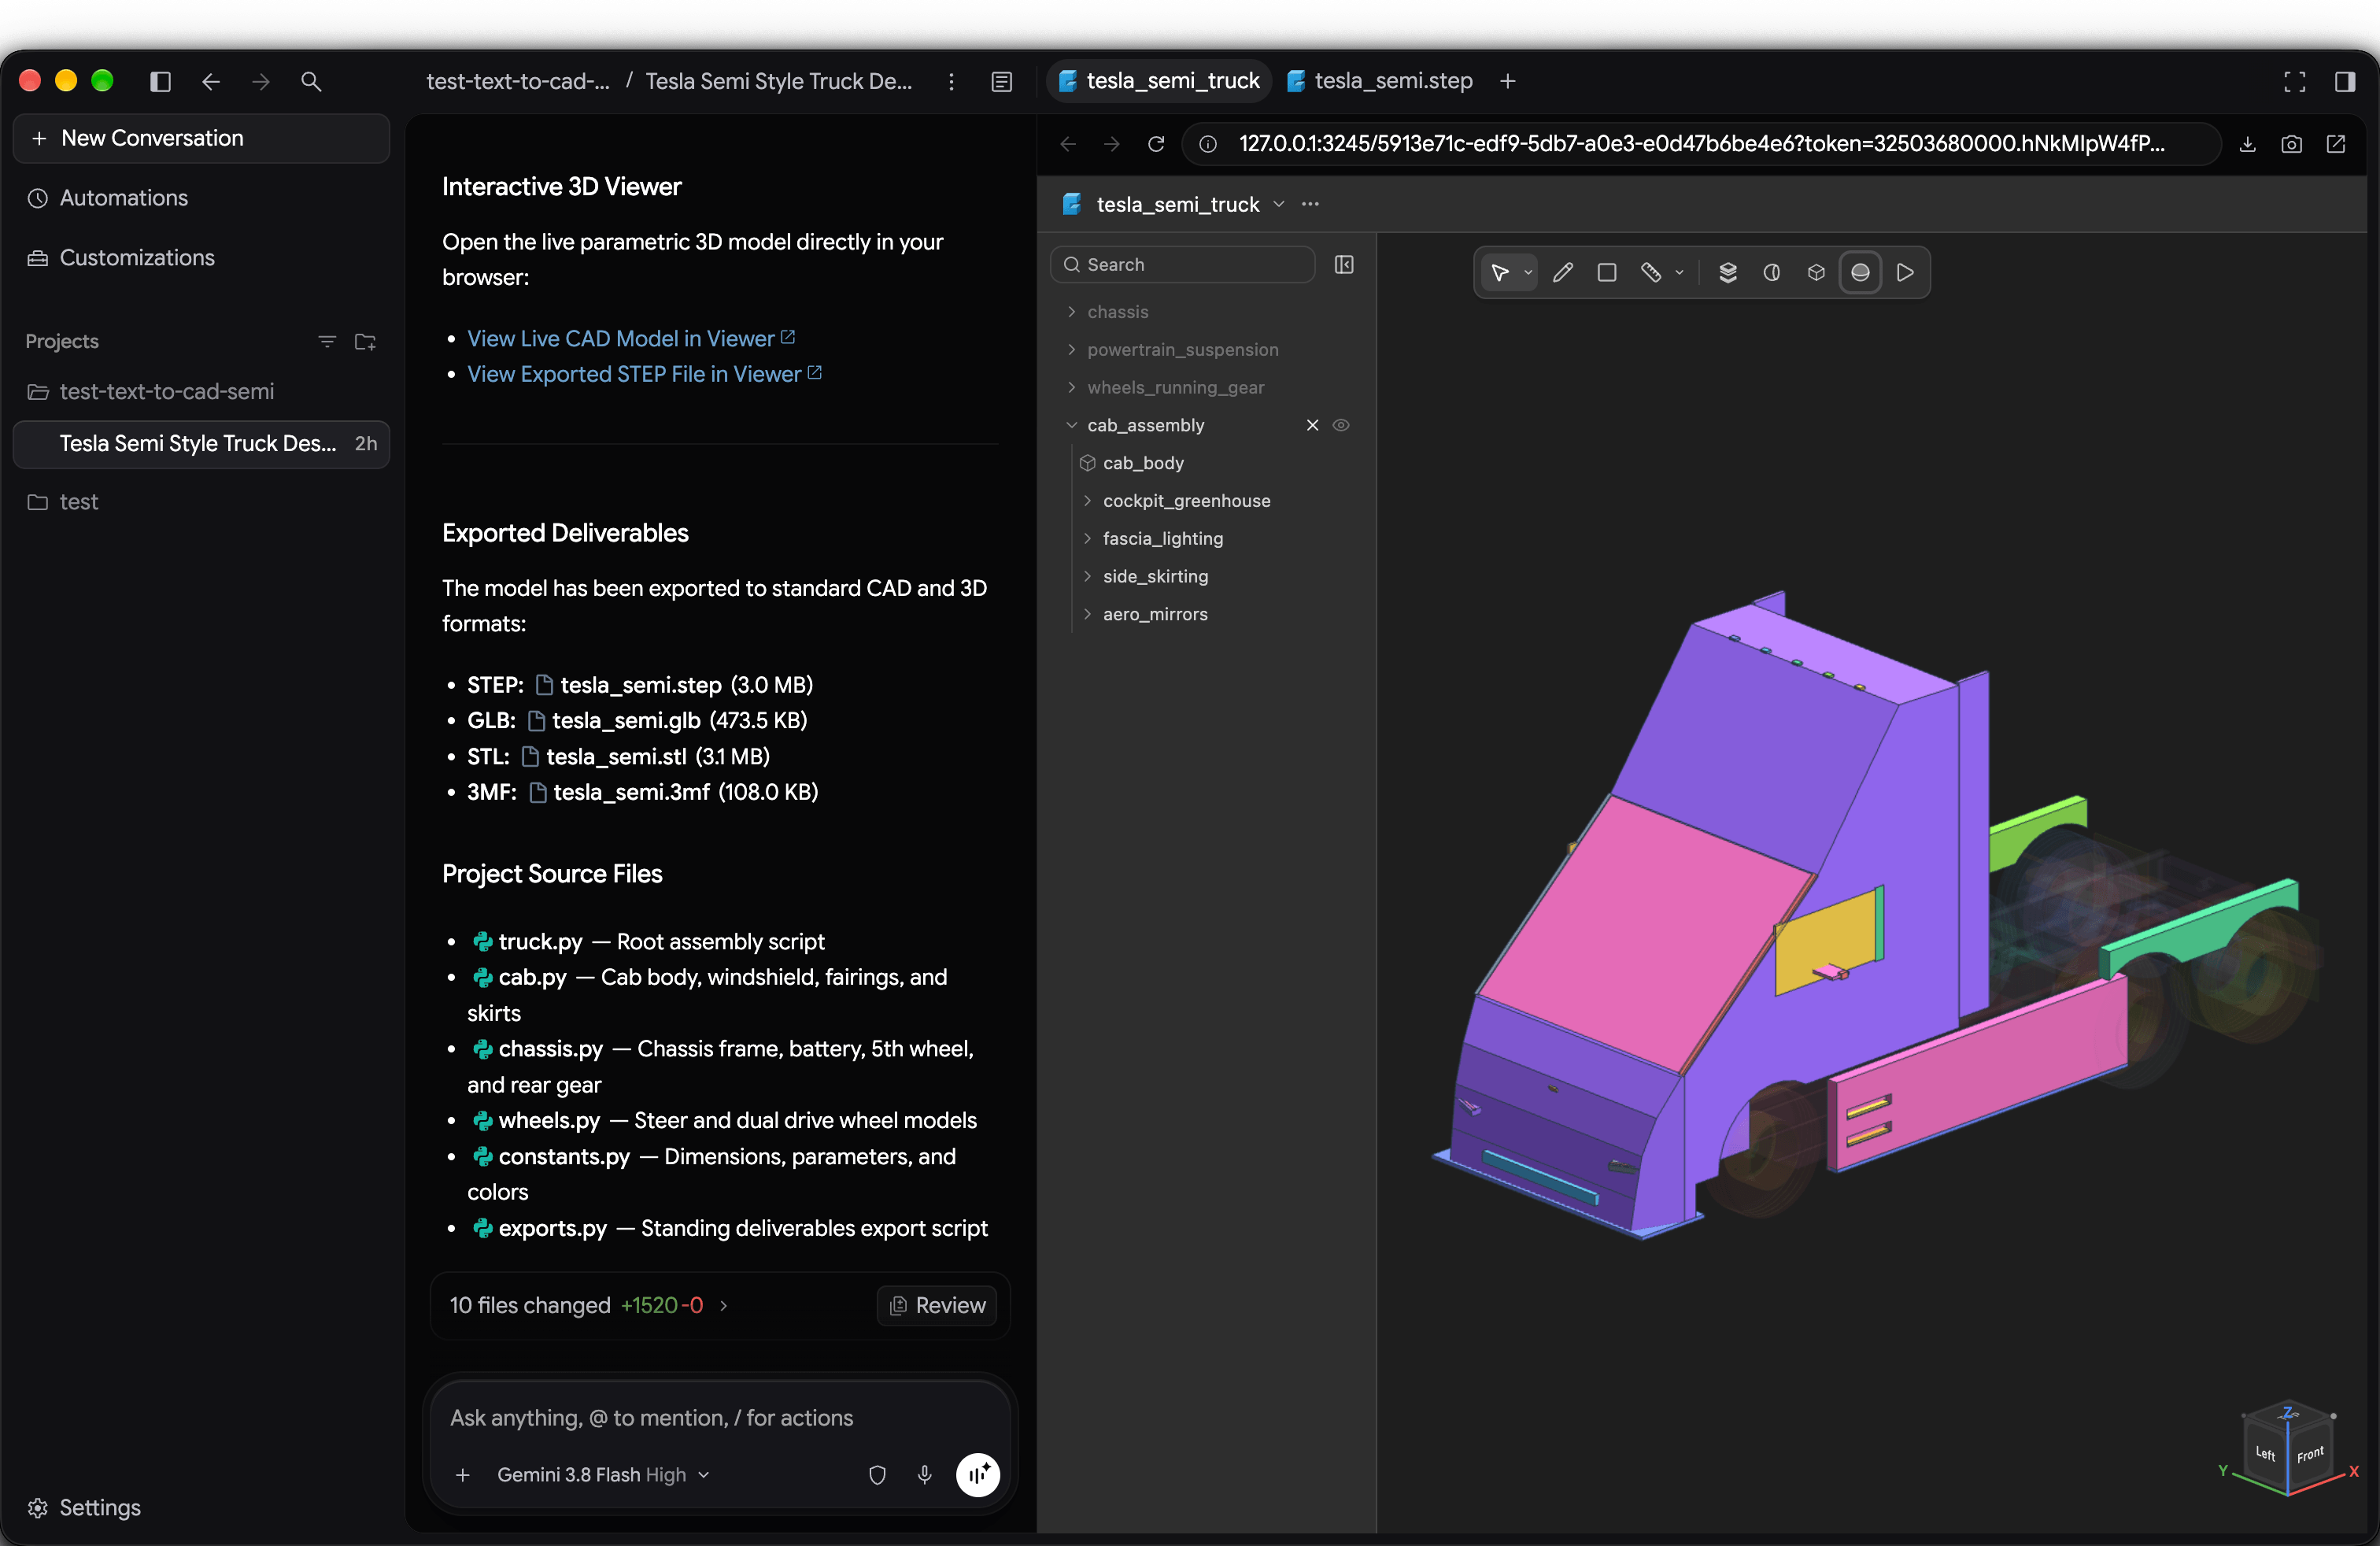 test-text-to-cad-... / Tesla Semi Style Truck De...
tesla_semi_truck
tesla_semi.step
New Conversation
Automations
Customizations
Projects
test-text-to-cad-semi
Tesla Semi Style Truck Des... 2h
test
Settings
Interactive 3D Viewer
Open the live parametric 3D model directly in your
browser:
• View Live CAD Model in Viewer
• View Exported STEP File in Viewer
Exported Deliverables
The model has been exported to standard CAD and 3D
formats:
• STEP: tesla_semi.step (3.0 MB)
• GLB: tesla_semi.glb (473.5 KB)
• STL: tesla_semi.stl (3.1 MB)
• 3MF: tesla_semi.3mf (108.0 KB)
Project Source Files
• truck.py — Root assembly script
• cab.py — Cab body, windshield, fairings, and
skirts
• chassis.py — Chassis frame, battery, 5th wheel,
and rear gear
• wheels.py — Steer and dual drive wheel models
• constants.py — Dimensions, parameters, and
colors
• exports.py — Standing deliverables export script
10 files changed +1520 -0
Review
Ask anything, @ to mention, / for actions
Gemini 3.8 Flash High
127.0.0.1:3245/5913e71c-edf9-5db7-a0e3-e0d47b6be4e6?token=32503680000.hNkMIpW4fP...
tesla_semi_truck
Search
chassis
powertrain_suspension
wheels_running_gear
cab_assembly
cab_body
cockpit_greenhouse
fascia_lighting
side_skirting
aero_mirrors
Z
Left
Front
Y
X